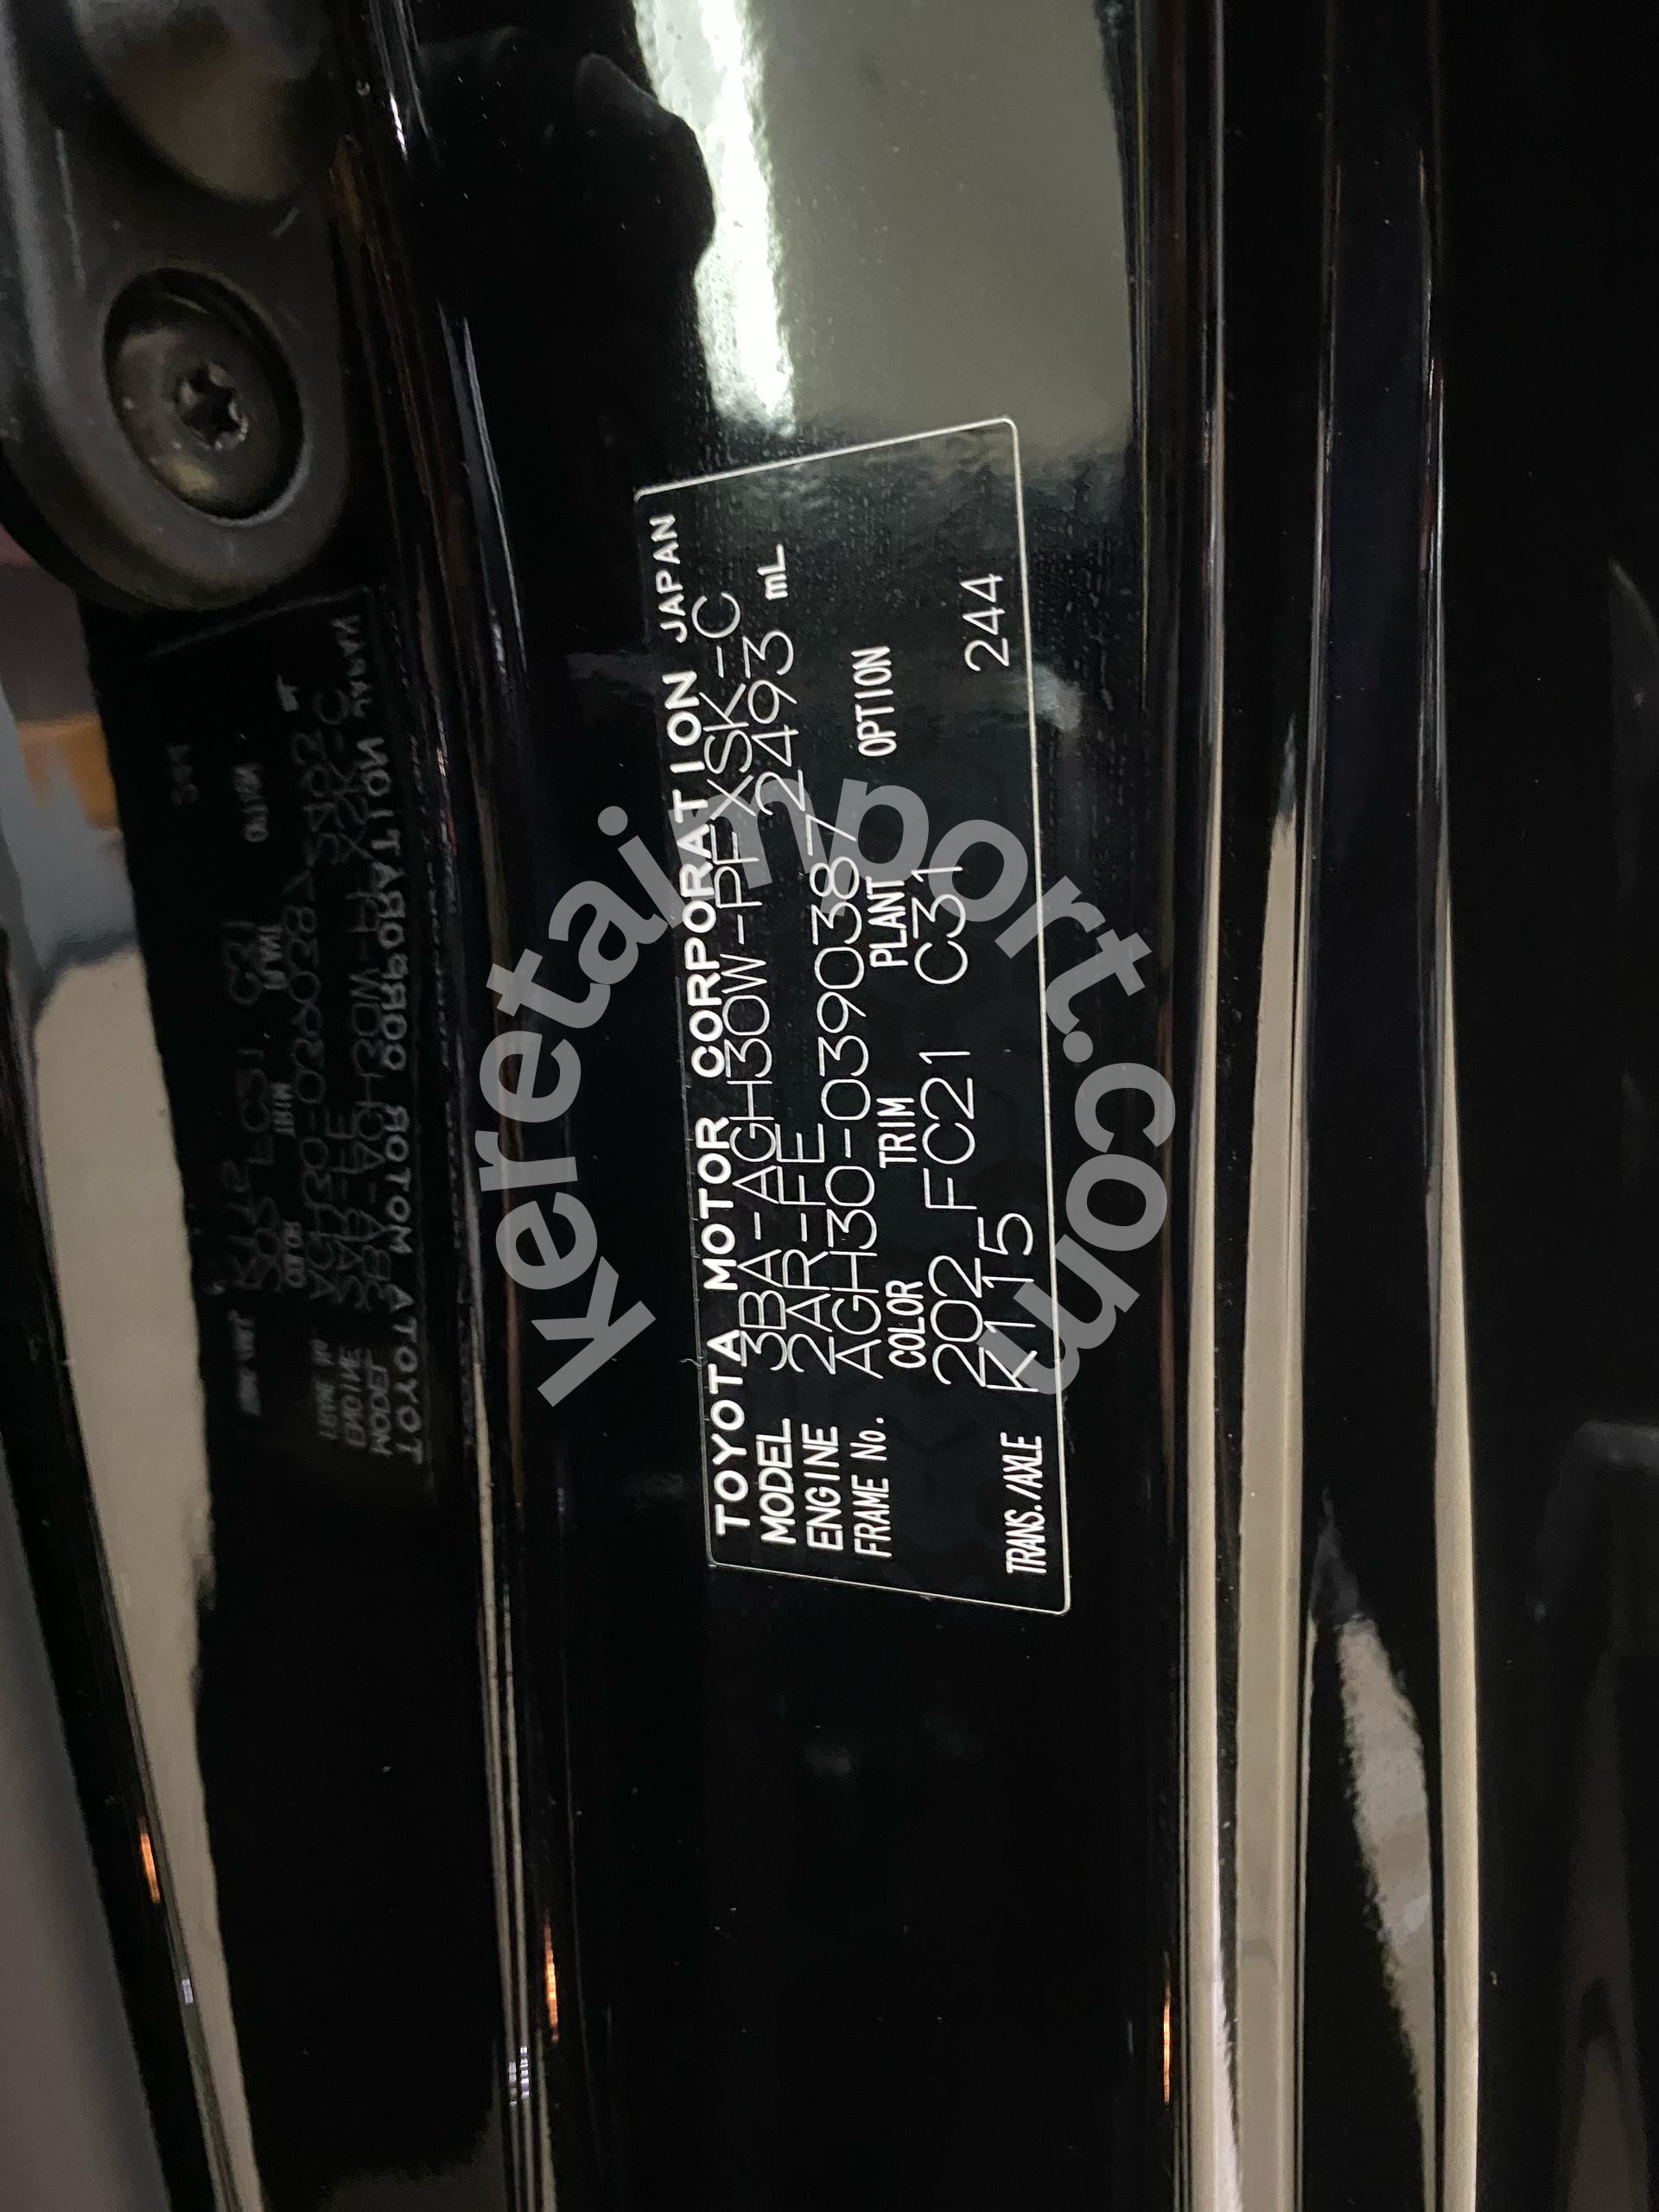 TOYOTA MOTOR CORPORATION JAPAN
MODEL 3BA-AGH30W-PFXSK-C
ENGINE 2AR-FE 2493 mL
FRAME No. AGH30-0390387
COLOR TRIM PLANT OPTION
202 FC21 C31
TRANS./AXLE K115 244
keretaimport.com